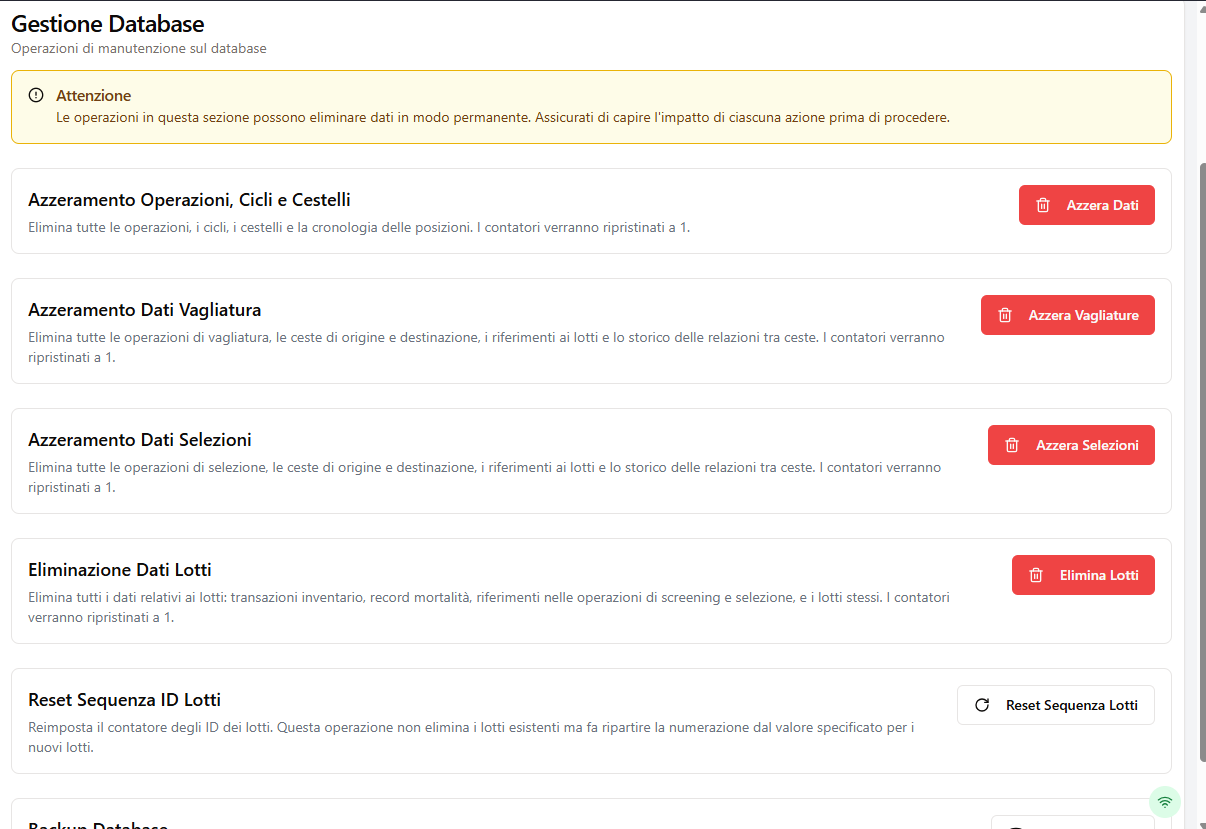 Gestione Database
Operazioni di manutenzione sul database
Attenzione
Le operazioni in questa sezione possono eliminare dati in modo permanente. Assicurati di capire l'impatto di ciascuna azione prima di procedere.
Azzeramento Operazioni, Cicli e Cestelli
Azzera Dati
Elimina tutte le operazioni, i cicli, i cestelli e la cronologia delle posizioni. I contatori verranno ripristinati a 1.
Azzeramento Dati Vagliatura
Azzera Vagliature
Elimina tutte le operazioni di vagliatura, le ceste di origine e destinazione, i riferimenti ai lotti e lo storico delle relazioni tra ceste. I contatori verranno
ripristinati a 1.
Azzeramento Dati Selezioni
Azzera Selezioni
Elimina tutte le operazioni di selezione, le ceste di origine e destinazione, i riferimenti ai lotti e lo storico delle relazioni tra ceste. I contatori verranno
ripristinati a 1.
Eliminazione Dati Lotti
Elimina Lotti
Elimina tutti i dati relativi ai lotti: transazioni inventario, record mortalità, riferimenti nelle operazioni di screening e selezione, e i lotti stessi. I contatori
verranno ripristinati a 1.
Reset Sequenza ID Lotti
Reset Sequenza Lotti
Reimposta il contatore degli ID dei lotti. Questa operazione non elimina i lotti esistenti ma fa ripartire la numerazione dal valore specificato per i
nuovi lotti.
Backup Database